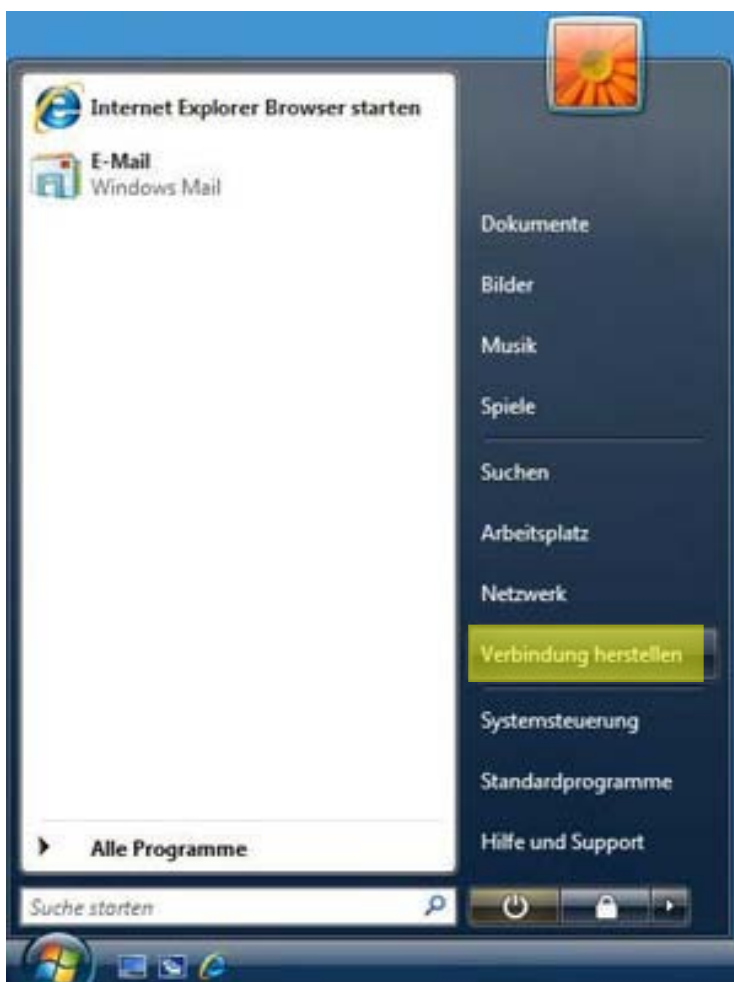 Internet Explorer Browser starten
E-Mail
Windows Mail
Alle Programme
Suche starten
Dokumente
Bilder
Musik
Spiele
Suchen
Arbeitsplatz
Netzwerk
Verbindung herstellen
Systemsteuerung
Standardprogramme
Hilfe und Support